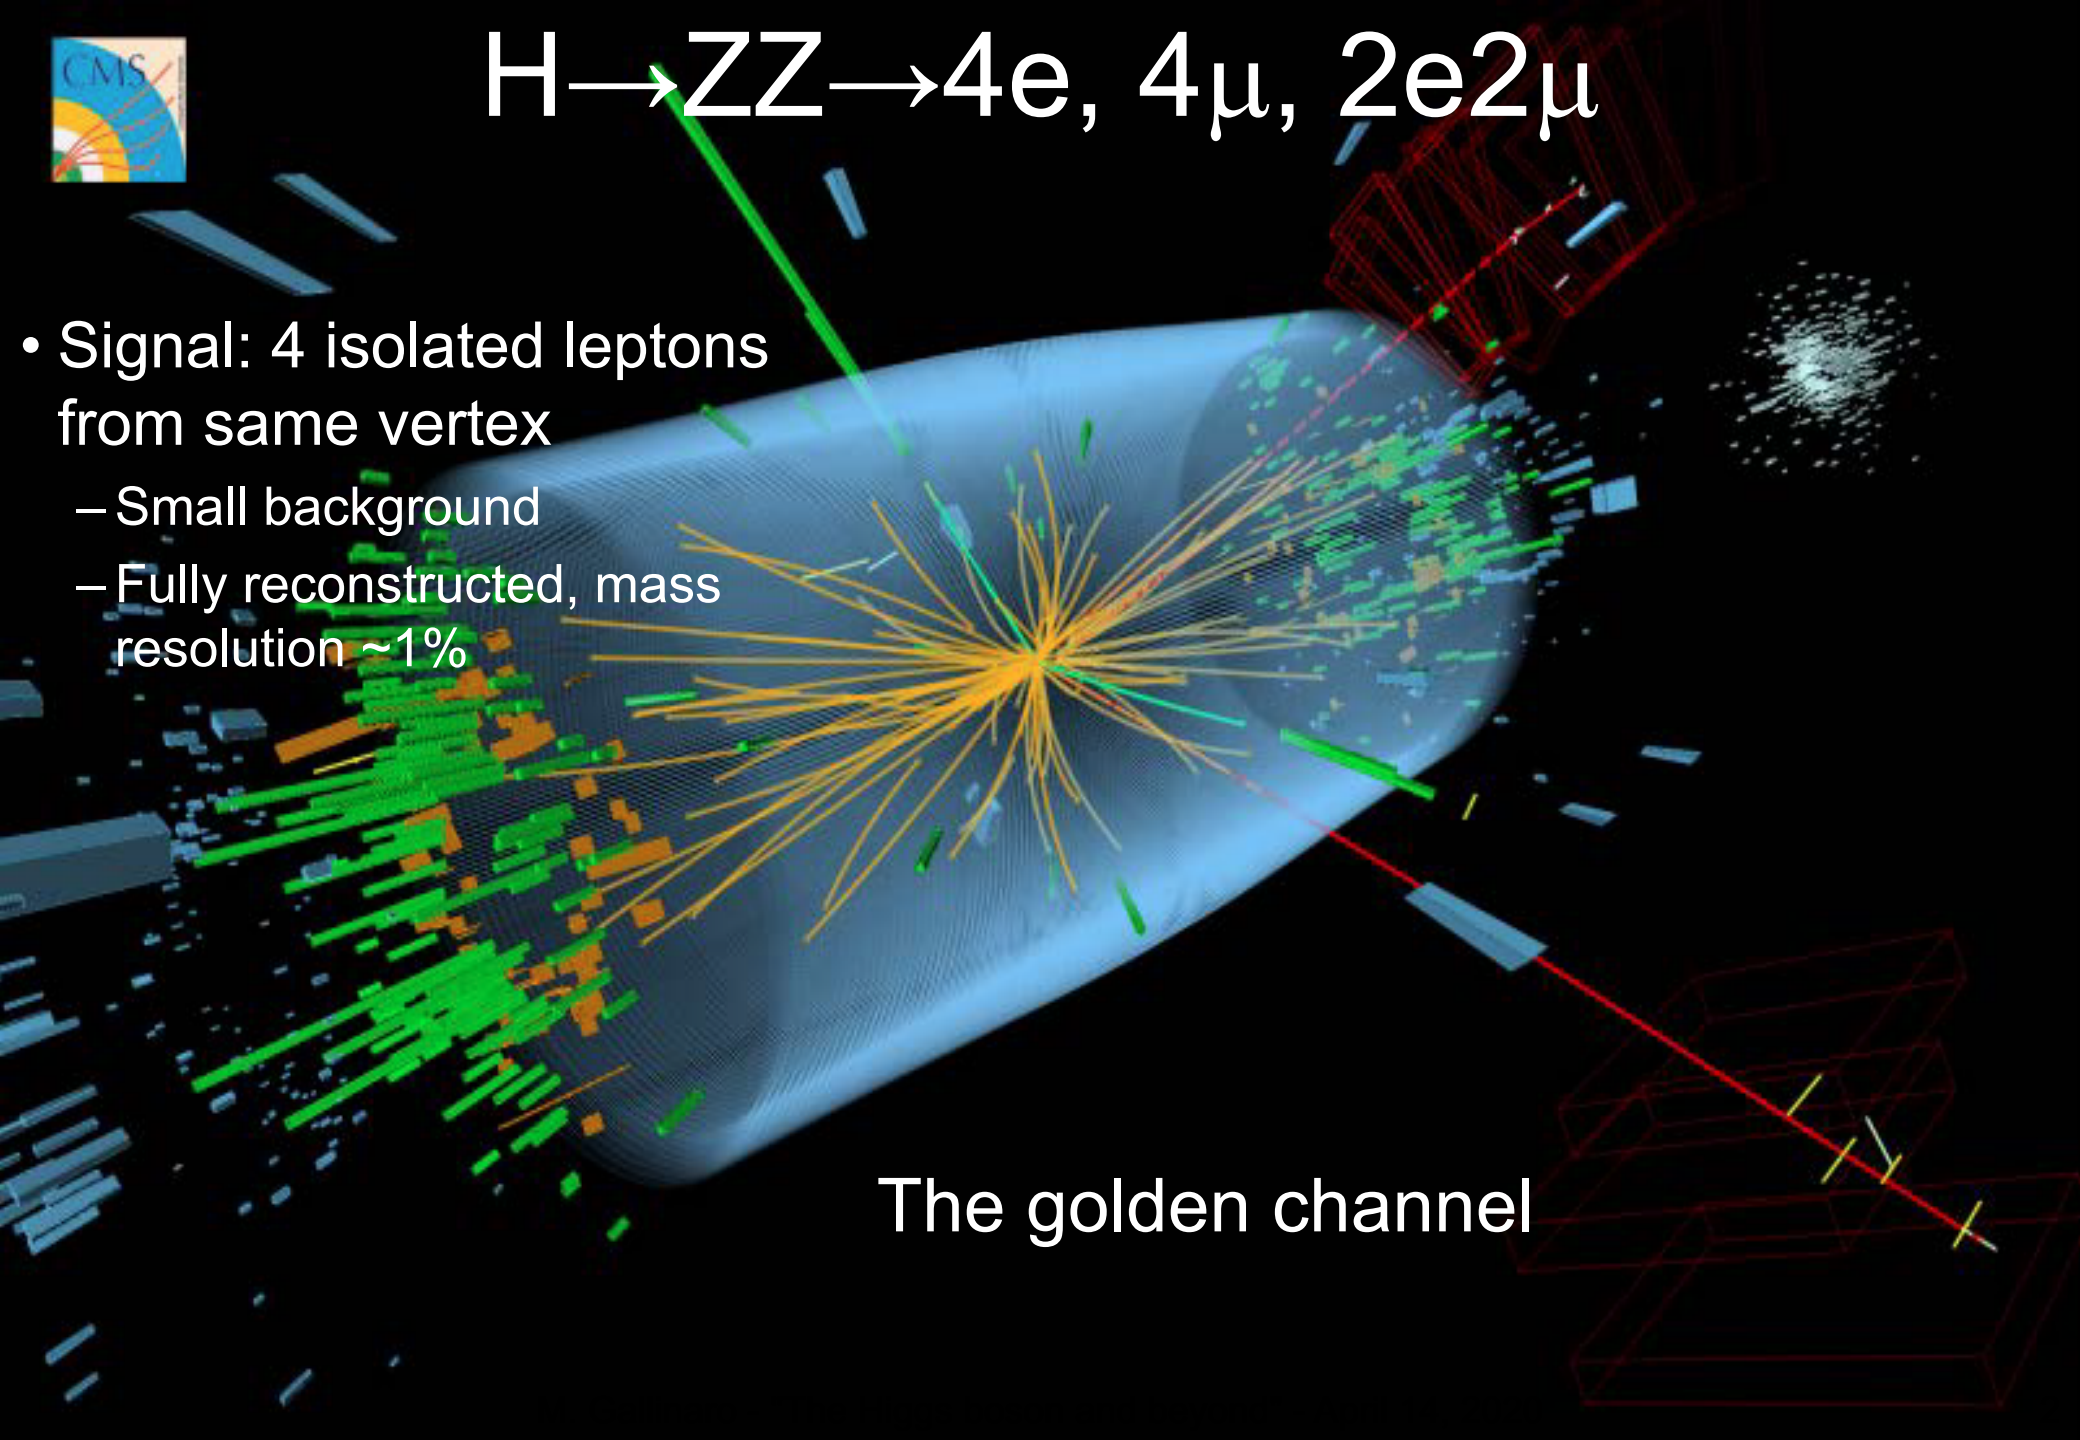 CMS
H→ZZ→4e, 4μ, 2e2μ
• Signal: 4 isolated leptons
from same vertex
– Small background
– Fully reconstructed, mass
resolution ~1%
The golden channel